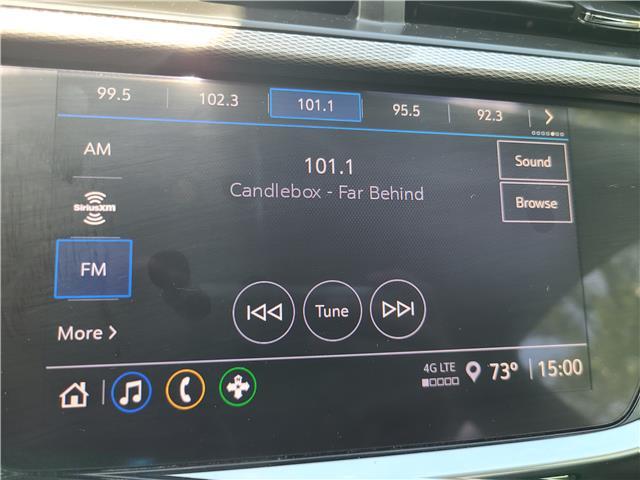 99.5 102.3 101.1 95.5 92.3 >
AM
101.1
Sound
Candlebox - Far Behind
SiriusXM
Browse
FM
Tune
More >
4G LTE
73° 15:00